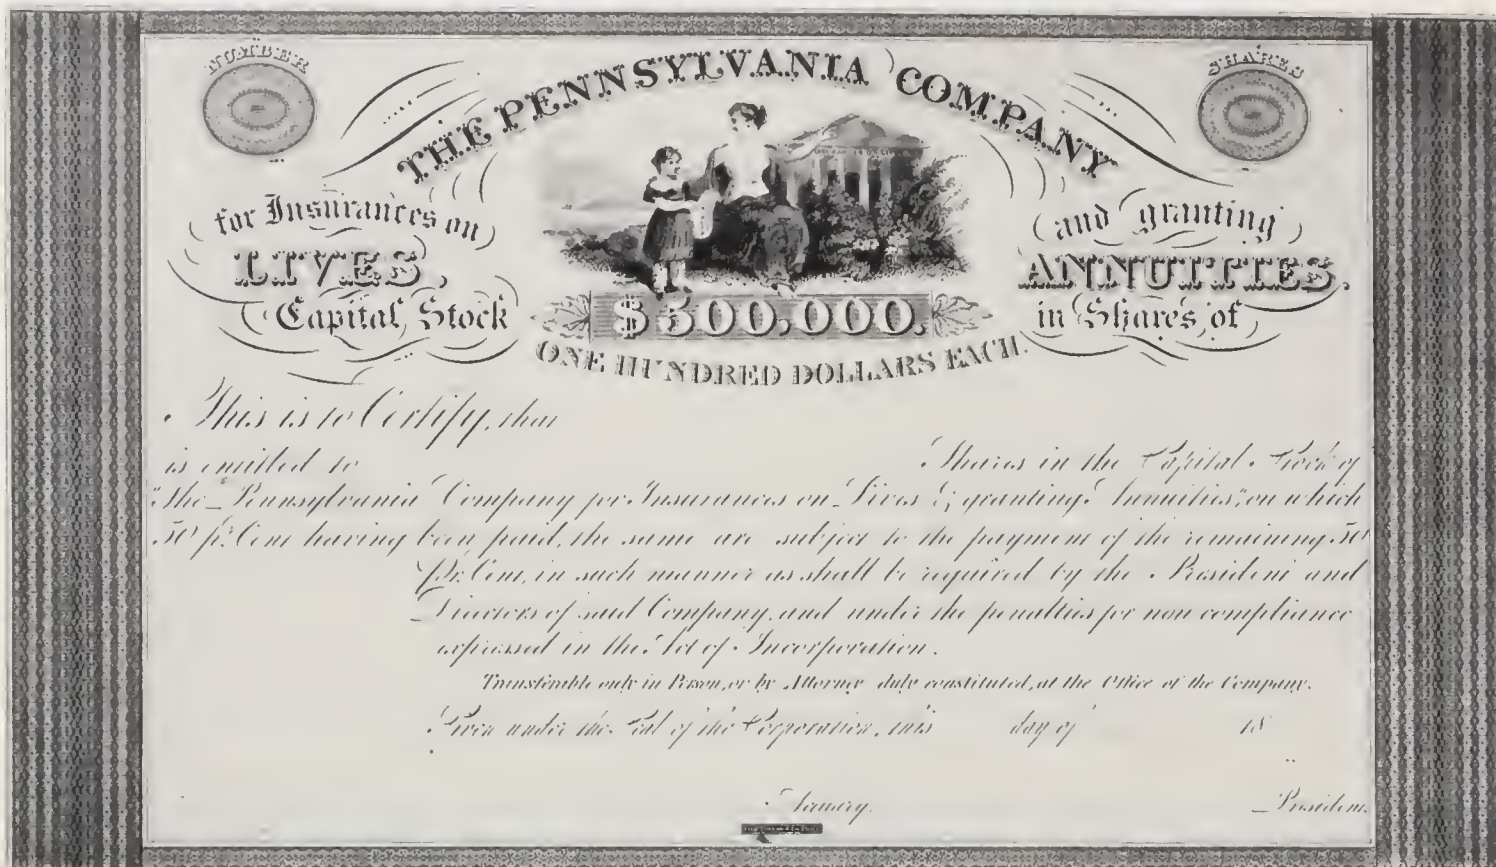 NUMBER
SHARES
THE PENNSYLVANIA COMPANY
for Insurances on
LIVES,
Capital Stock
and granting
ANNUITIES.
in Shares of
$500,000,
ONE HUNDRED DOLLARS EACH.
This is to Certify, that
is entitled to Shares in the Capital Stock of
"The Pennsylvania Company for Insurances on Lives & granting Annuities," on which
50 pr. Cent having been paid, the same are subject to the payment of the remaining 50
Pr. Cent, in such manner as shall be required by the President and
Directors of said Company, and under the penalties for non compliance
expressed in the Act of Incorporation.
Transferable only in Person, or by Attorney duly constituted, at the Office of the Company.
Given under the Seal of the Corporation, this day of 18
President.